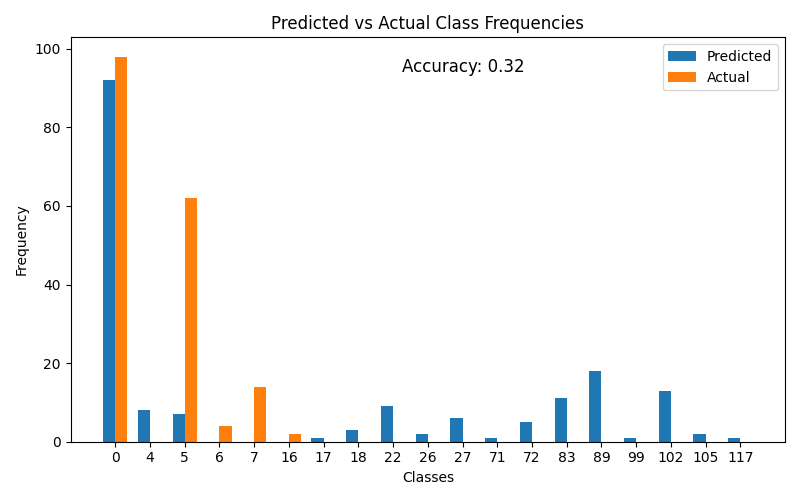 Predicted vs Actual Class Frequencies
Accuracy: 0.32
Predicted
Actual
Frequency
100
80
60
40
20
0
0 4 5 6 7 16 17 18 22 26 27 71 72 83 89 99 102 105 117
Classes